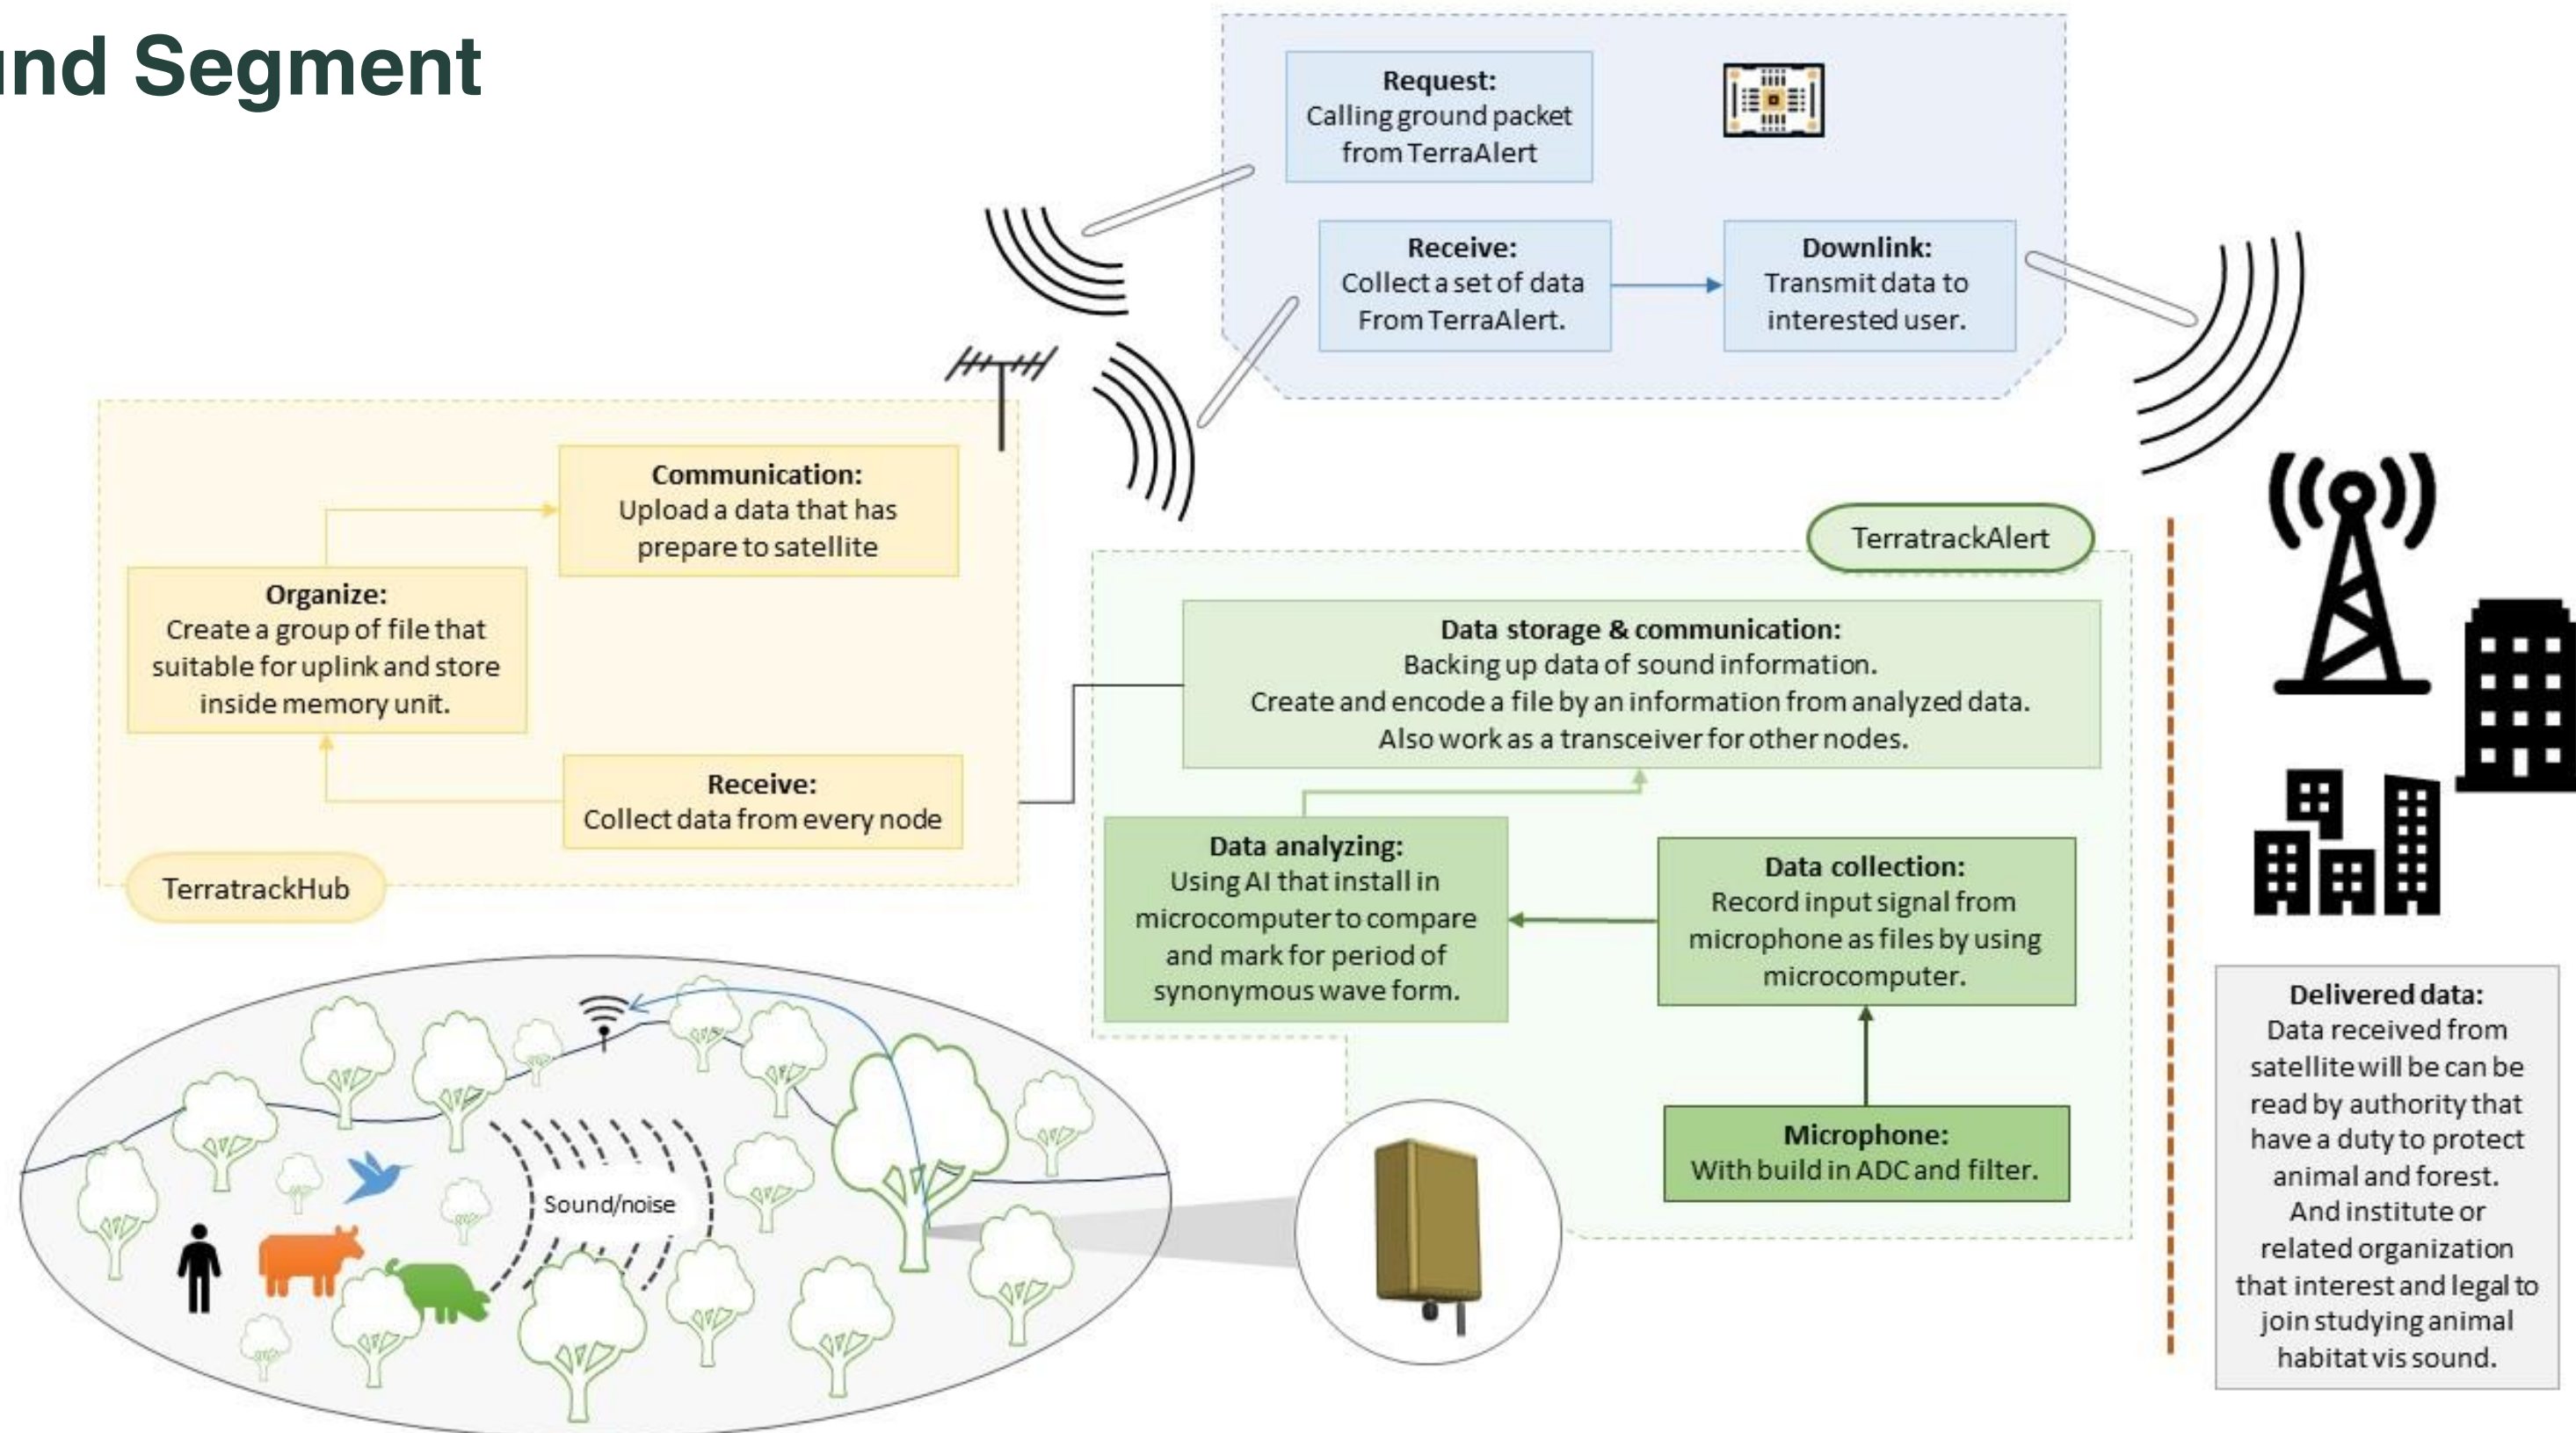 und Segment
Request:
Calling ground packet
from TerraAlert
Receive:
Collect a set of data
From TerraAlert.
Downlink:
Transmit data to
interested user.
Communication:
Upload a data that has
prepare to satellite
Organize:
Create a group of file that
suitable for uplink and store
inside memory unit.
Receive:
Collect data from every node
TerratrackHub
TerratrackAlert
Data storage & communication:
Backing up data of sound information.
Create and encode a file by an information from analyzed data.
Also work as a transceiver for other nodes.
Data analyzing:
Using AI that install in
microcomputer to compare
and mark for period of
synonymous wave form.
Data collection:
Record input signal from
microphone as files by using
microcomputer.
Microphone:
With build in ADC and filter.
Sound/noise
Delivered data:
Data received from
satellite will be can be
read by authority that
have a duty to protect
animal and forest.
And institute or
related organization
that interest and legal to
join studying animal
habitat vis sound.